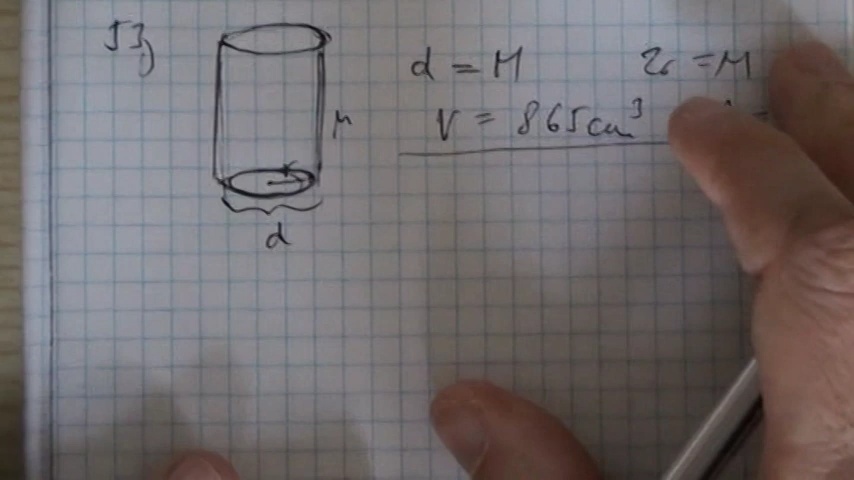 53)
d = M 2r = M
M
V = 865 cm³
r
d